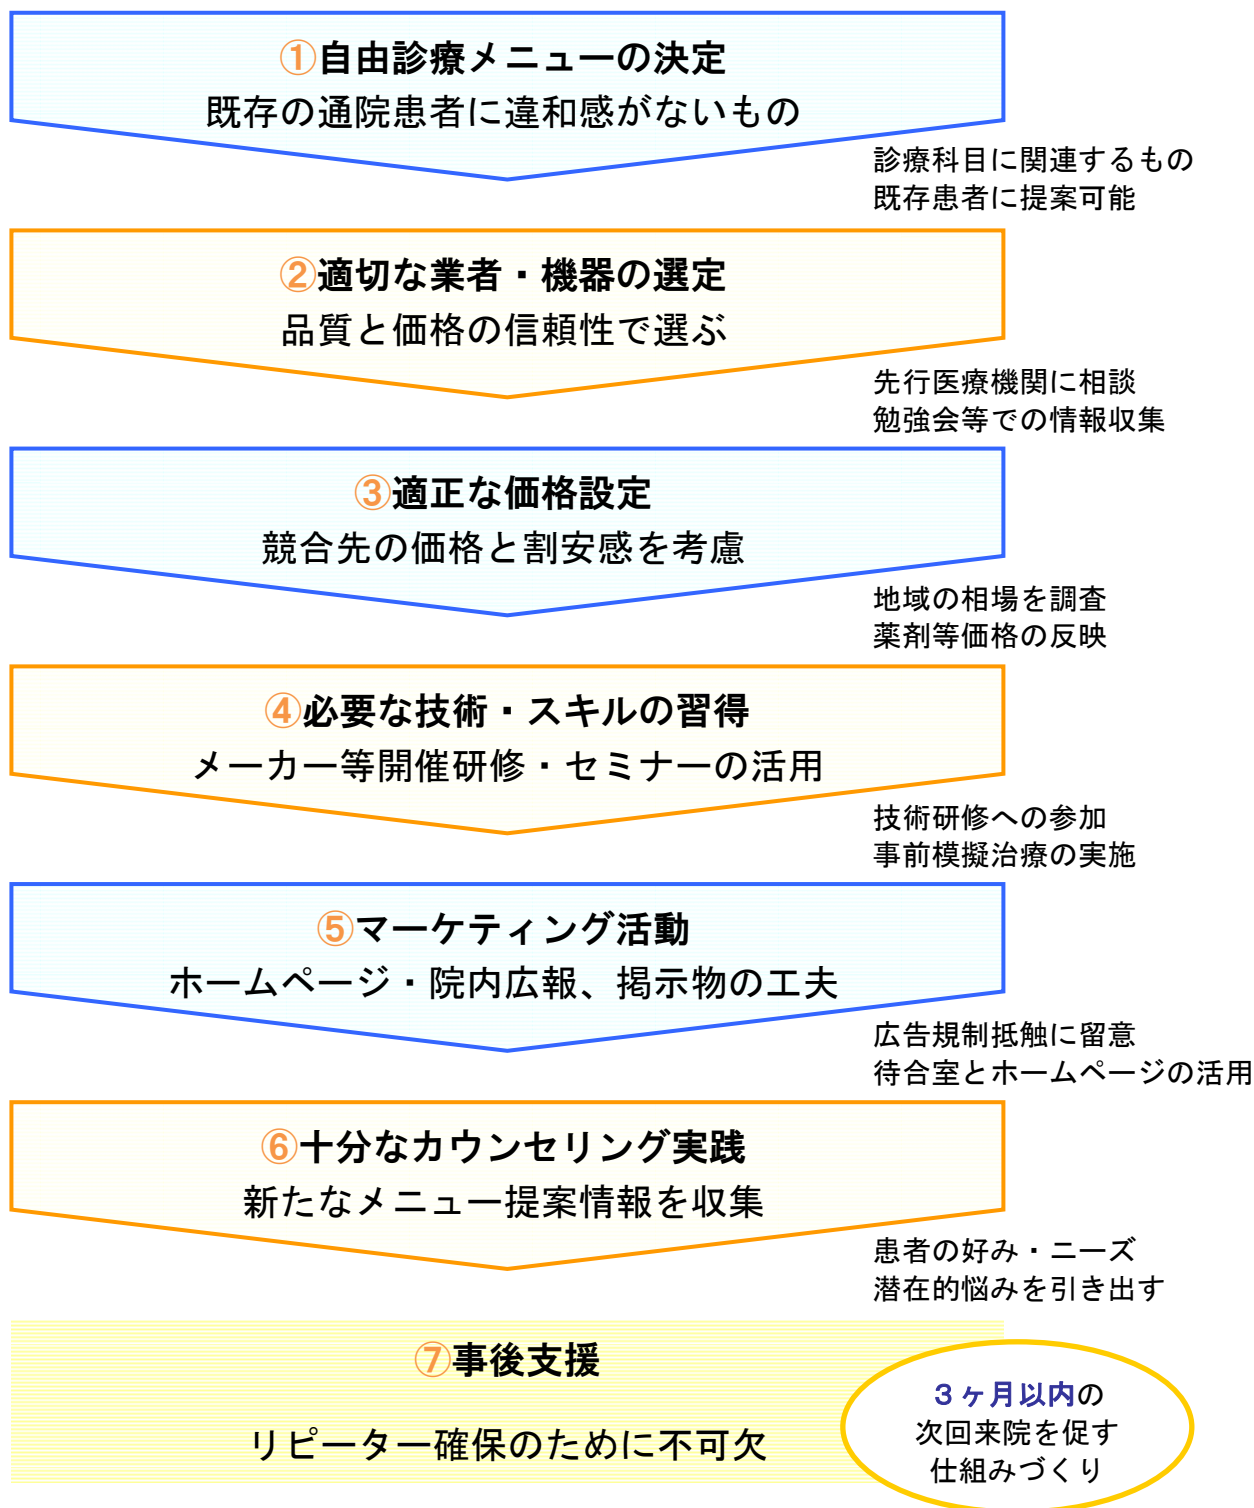 ①自由診療メニューの決定
既存の通院患者に違和感がないもの
診療科目に関連するもの
既存患者に提案可能
②適切な業者・機器の選定
品質と価格の信頼性で選ぶ
先行医療機関に相談
勉強会等での情報収集
③適正な価格設定
競合先の価格と割安感を考慮
地域の相場を調査
薬剤等価格の反映
④必要な技術・スキルの習得
メーカー等開催研修・セミナーの活用
技術研修への参加
事前模擬治療の実施
⑤マーケティング活動
ホームページ・院内広報、掲示物の工夫
広告規制抵触に留意
待合室とホームページの活用
⑥十分なカウンセリング実践
新たなメニュー提案情報を収集
患者の好み・ニーズ
潜在的悩みを引き出す
⑦事後支援
リピーター確保のために不可欠
３ヶ月以内の
次回来院を促す
仕組みづくり